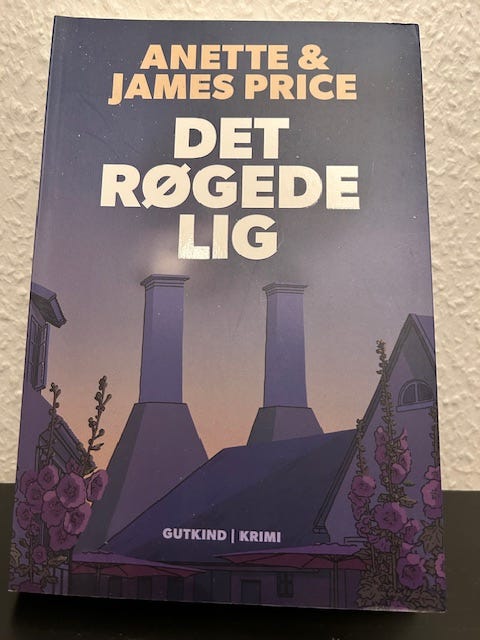 ANETTE &
JAMES PRICE
DET
RØGEDE
LIG
GUTKIND | KRIMI